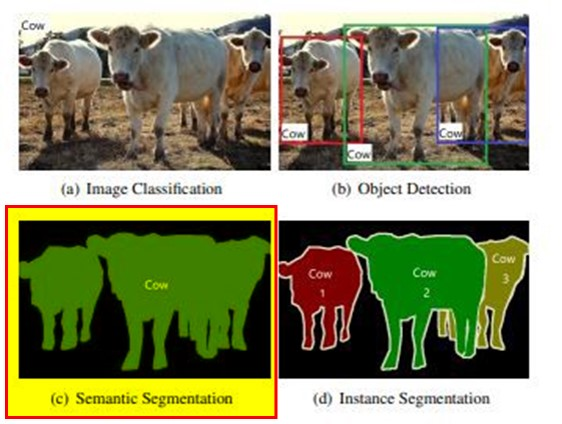 Cow
Cow
Cow
Cow
(a) Image Classification
(b) Object Detection
Cow
Cow
1
Cow
2
Cow
3
(c) Semantic Segmentation
(d) Instance Segmentation